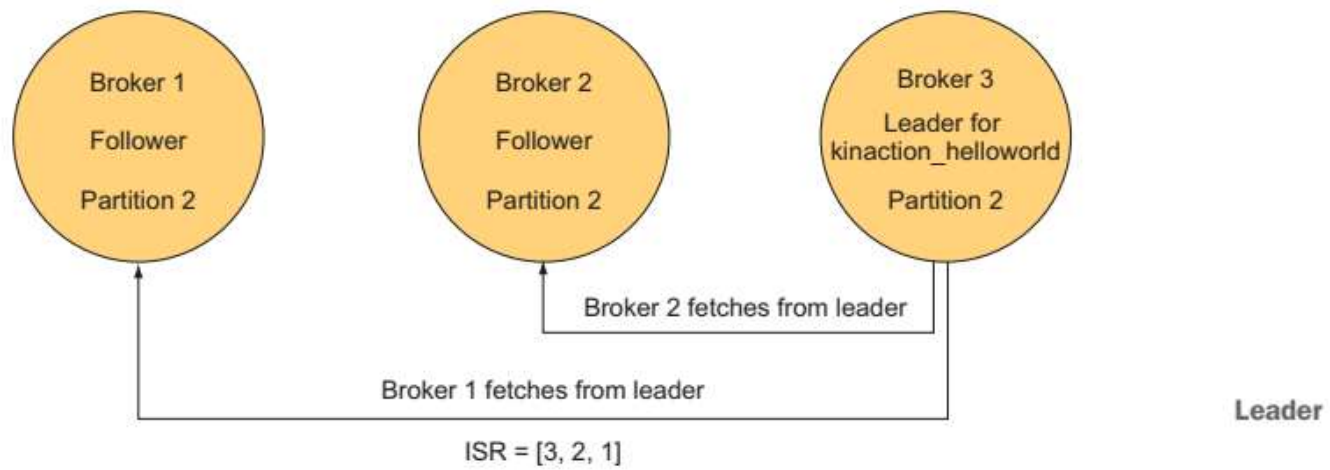 Broker 1
Follower
Partition 2
Broker 2
Follower
Partition 2
Broker 3
Leader for
kinaction_helloworld
Partition 2
Broker 2 fetches from leader
Broker 1 fetches from leader
ISR = [3, 2, 1]
Leader